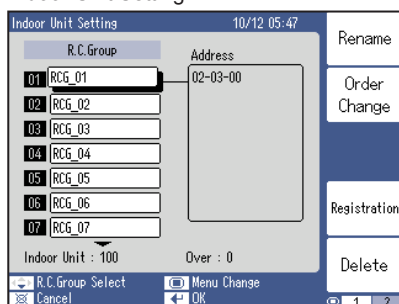 Indoor Unit Setting 10/12 05:47
R.C.Group
Address
01 RCG_01
02-03-00
02 RCG_02
03 RCG_03
04 RCG_04
05 RCG_05
06 RCG_06
07 RCG_07
Indoor Unit : 100 Over : 0
R.C.Group Select Menu Change
Cancel OK
Rename
Order
Change
Registration
Delete
1 2